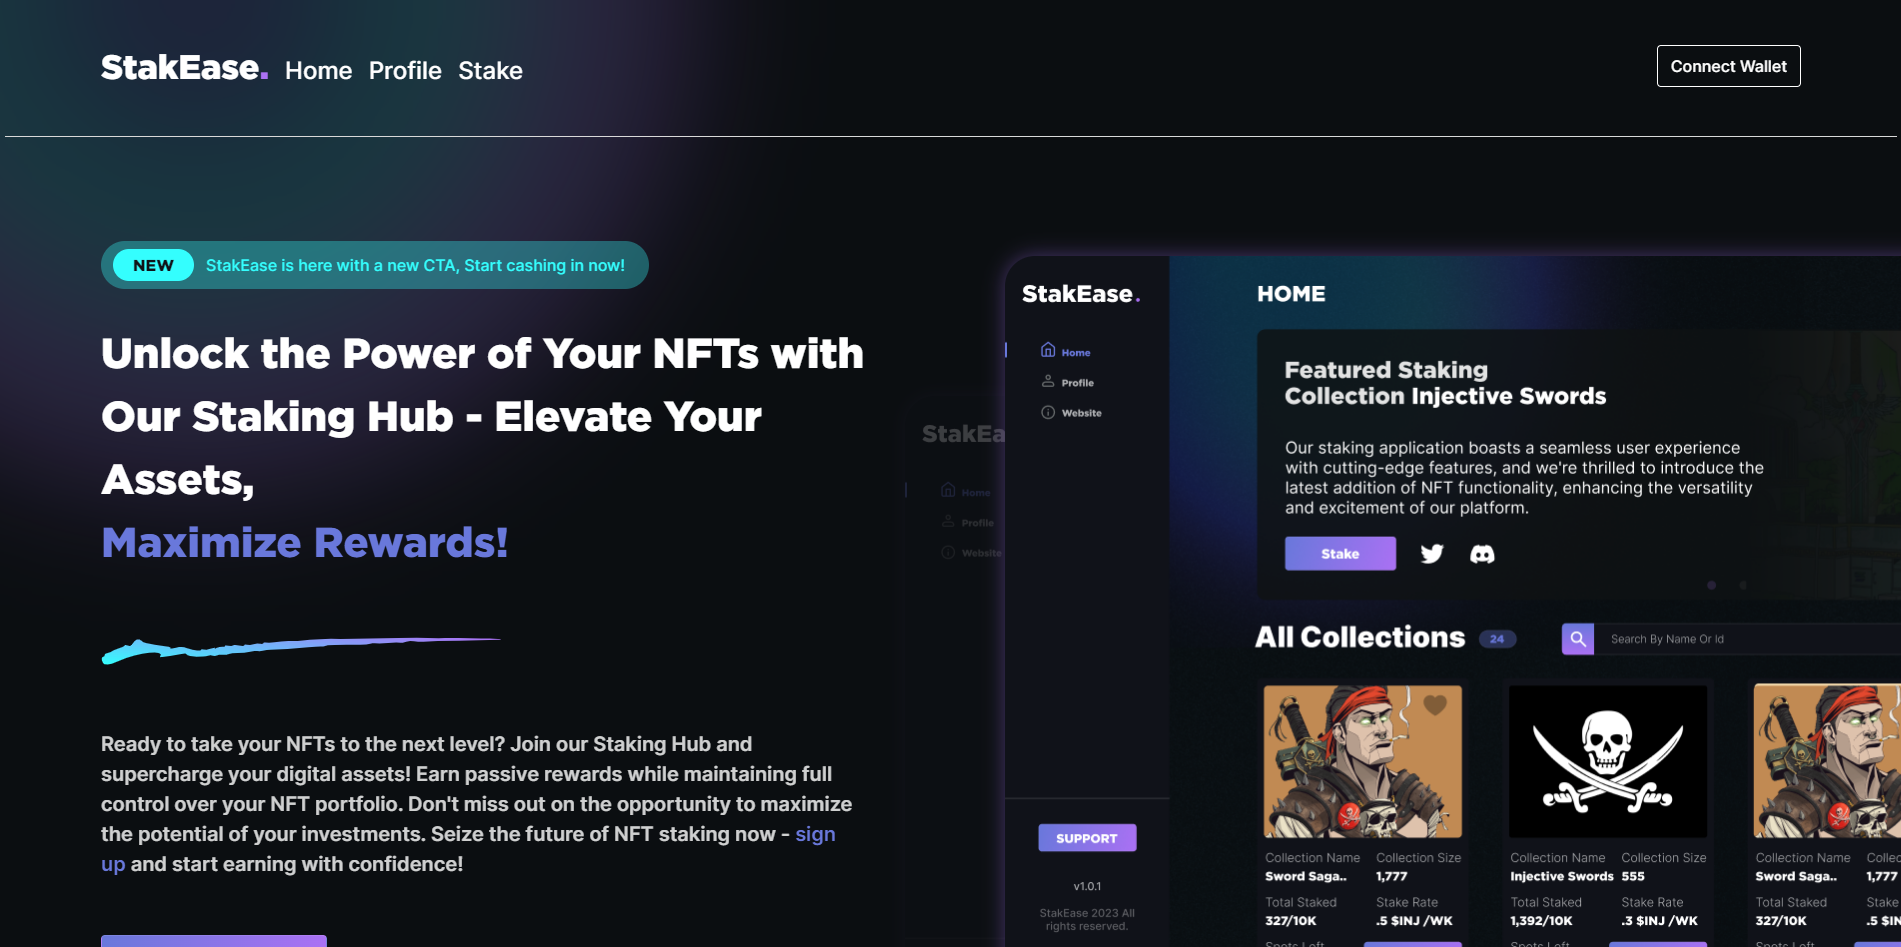 StakEase. Home Profile Stake
Connect Wallet
NEW StakEase is here with a new CTA, Start cashing in now!
Unlock the Power of Your NFTs with
Our Staking Hub - Elevate Your
Assets,
Maximize Rewards!
Ready to take your NFTs to the next level? Join our Staking Hub and
supercharge your digital assets! Earn passive rewards while maintaining full
control over your NFT portfolio. Don't miss out on the opportunity to maximize
the potential of your investments. Seize the future of NFT staking now - sign
up and start earning with confidence!
StakEa
Home
Profile
Website
StakEase.
Home
Profile
Website
SUPPORT
v1.0.1
StakEase 2023 All
rights reserved.
HOME
Featured Staking
Collection Injective Swords
Our staking application boasts a seamless user experience
with cutting-edge features, and we're thrilled to introduce the
latest addition of NFT functionality, enhancing the versatility
and excitement of our platform.
Stake
All Collections 24
Search By Name Or Id
Collection Name Collection Size
Sword Saga.. 1,777
Total Staked Stake Rate
327/10K .5 $INJ /WK
Spots Left
Collection Name Collection Size
Injective Swords 555
Total Staked Stake Rate
1,392/10K .3 $INJ /WK
Spots Left
Collection Name Collec
Sword Saga.. 1,777
Total Staked Stake
327/10K .5 $IN
Spots Left